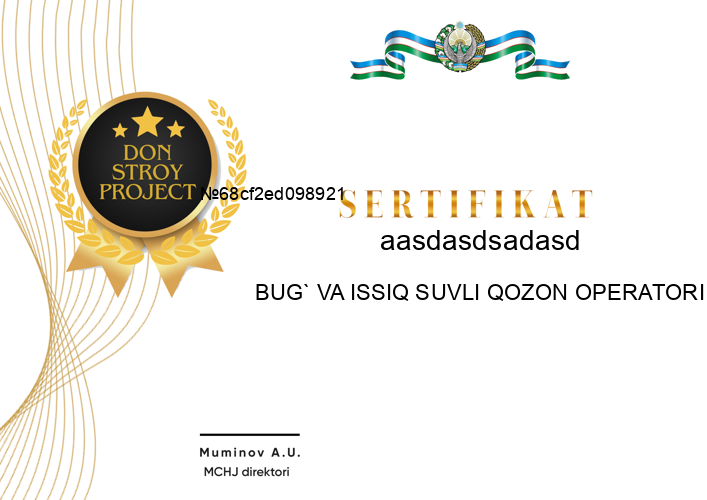 DON
STROY
PROJECT
№68cf2ed098921
SERTIFIKAT
aasdasdsadasd
BUG` VA ISSIQ SUVLI QOZON OPERATORI
Muminov A.U.
MCHJ direktori